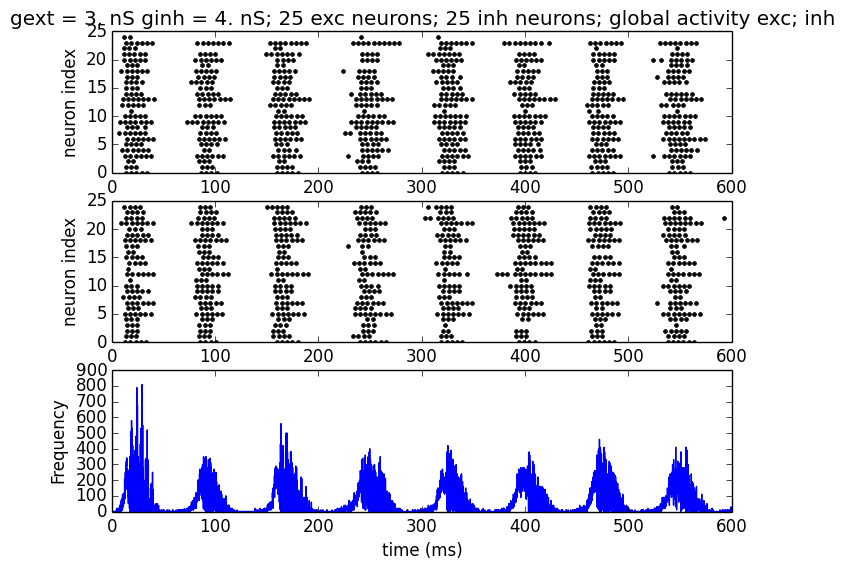 gext = 3. nS ginh = 4. nS; 25 exc neurons; 25 inh neurons; global activity exc; inh
25
20
15
10
5
0
neuron index
0 100 200 300 400 500 600
25
20
15
10
5
0
neuron index
0 100 200 300 400 500 600
900
800
700
600
500
400
300
200
100
0
Frequency
0 100 200 300 400 500 600
time (ms)